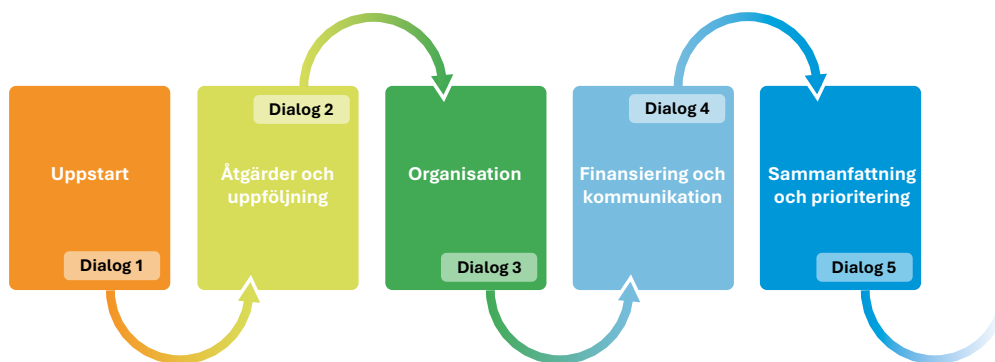 Uppstart
Dialog 1
Dialog 2
Åtgärder och
uppföljning
Organisation
Dialog 3
Dialog 4
Finansiering och
kommunikation
Sammanfattning
och prioritering
Dialog 5